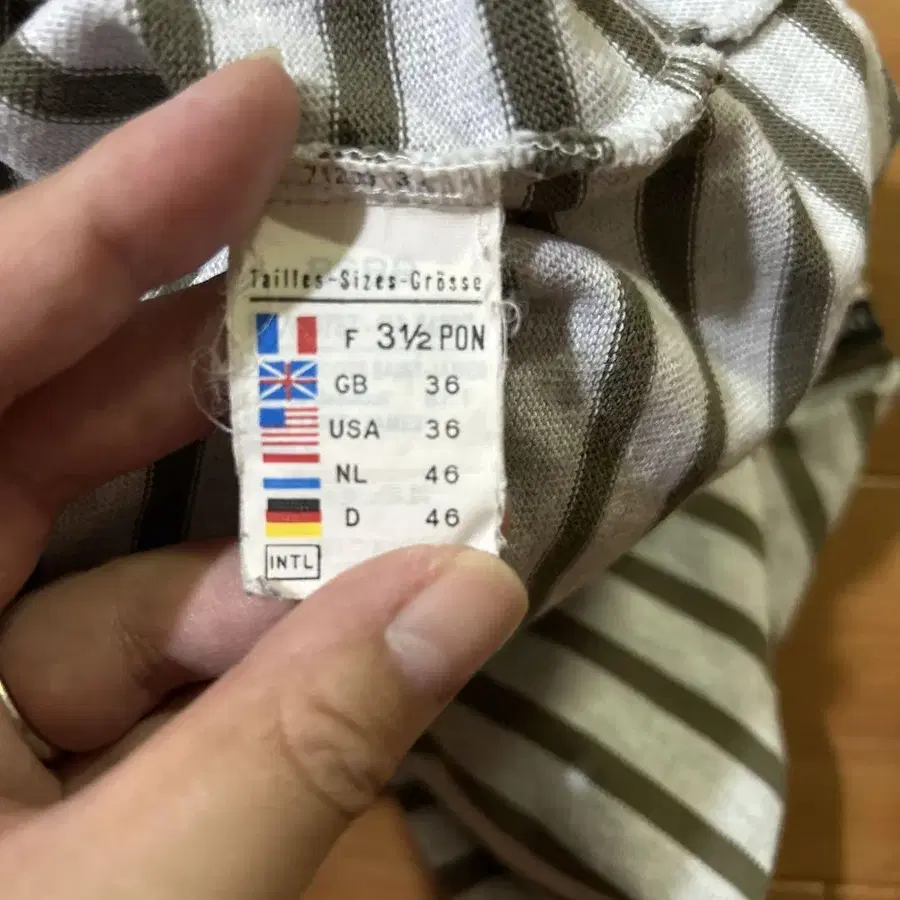 Tailles-Sizes-Grösse
F 3½ PON
GB 36
USA 36
NL 46
D 46
INTL